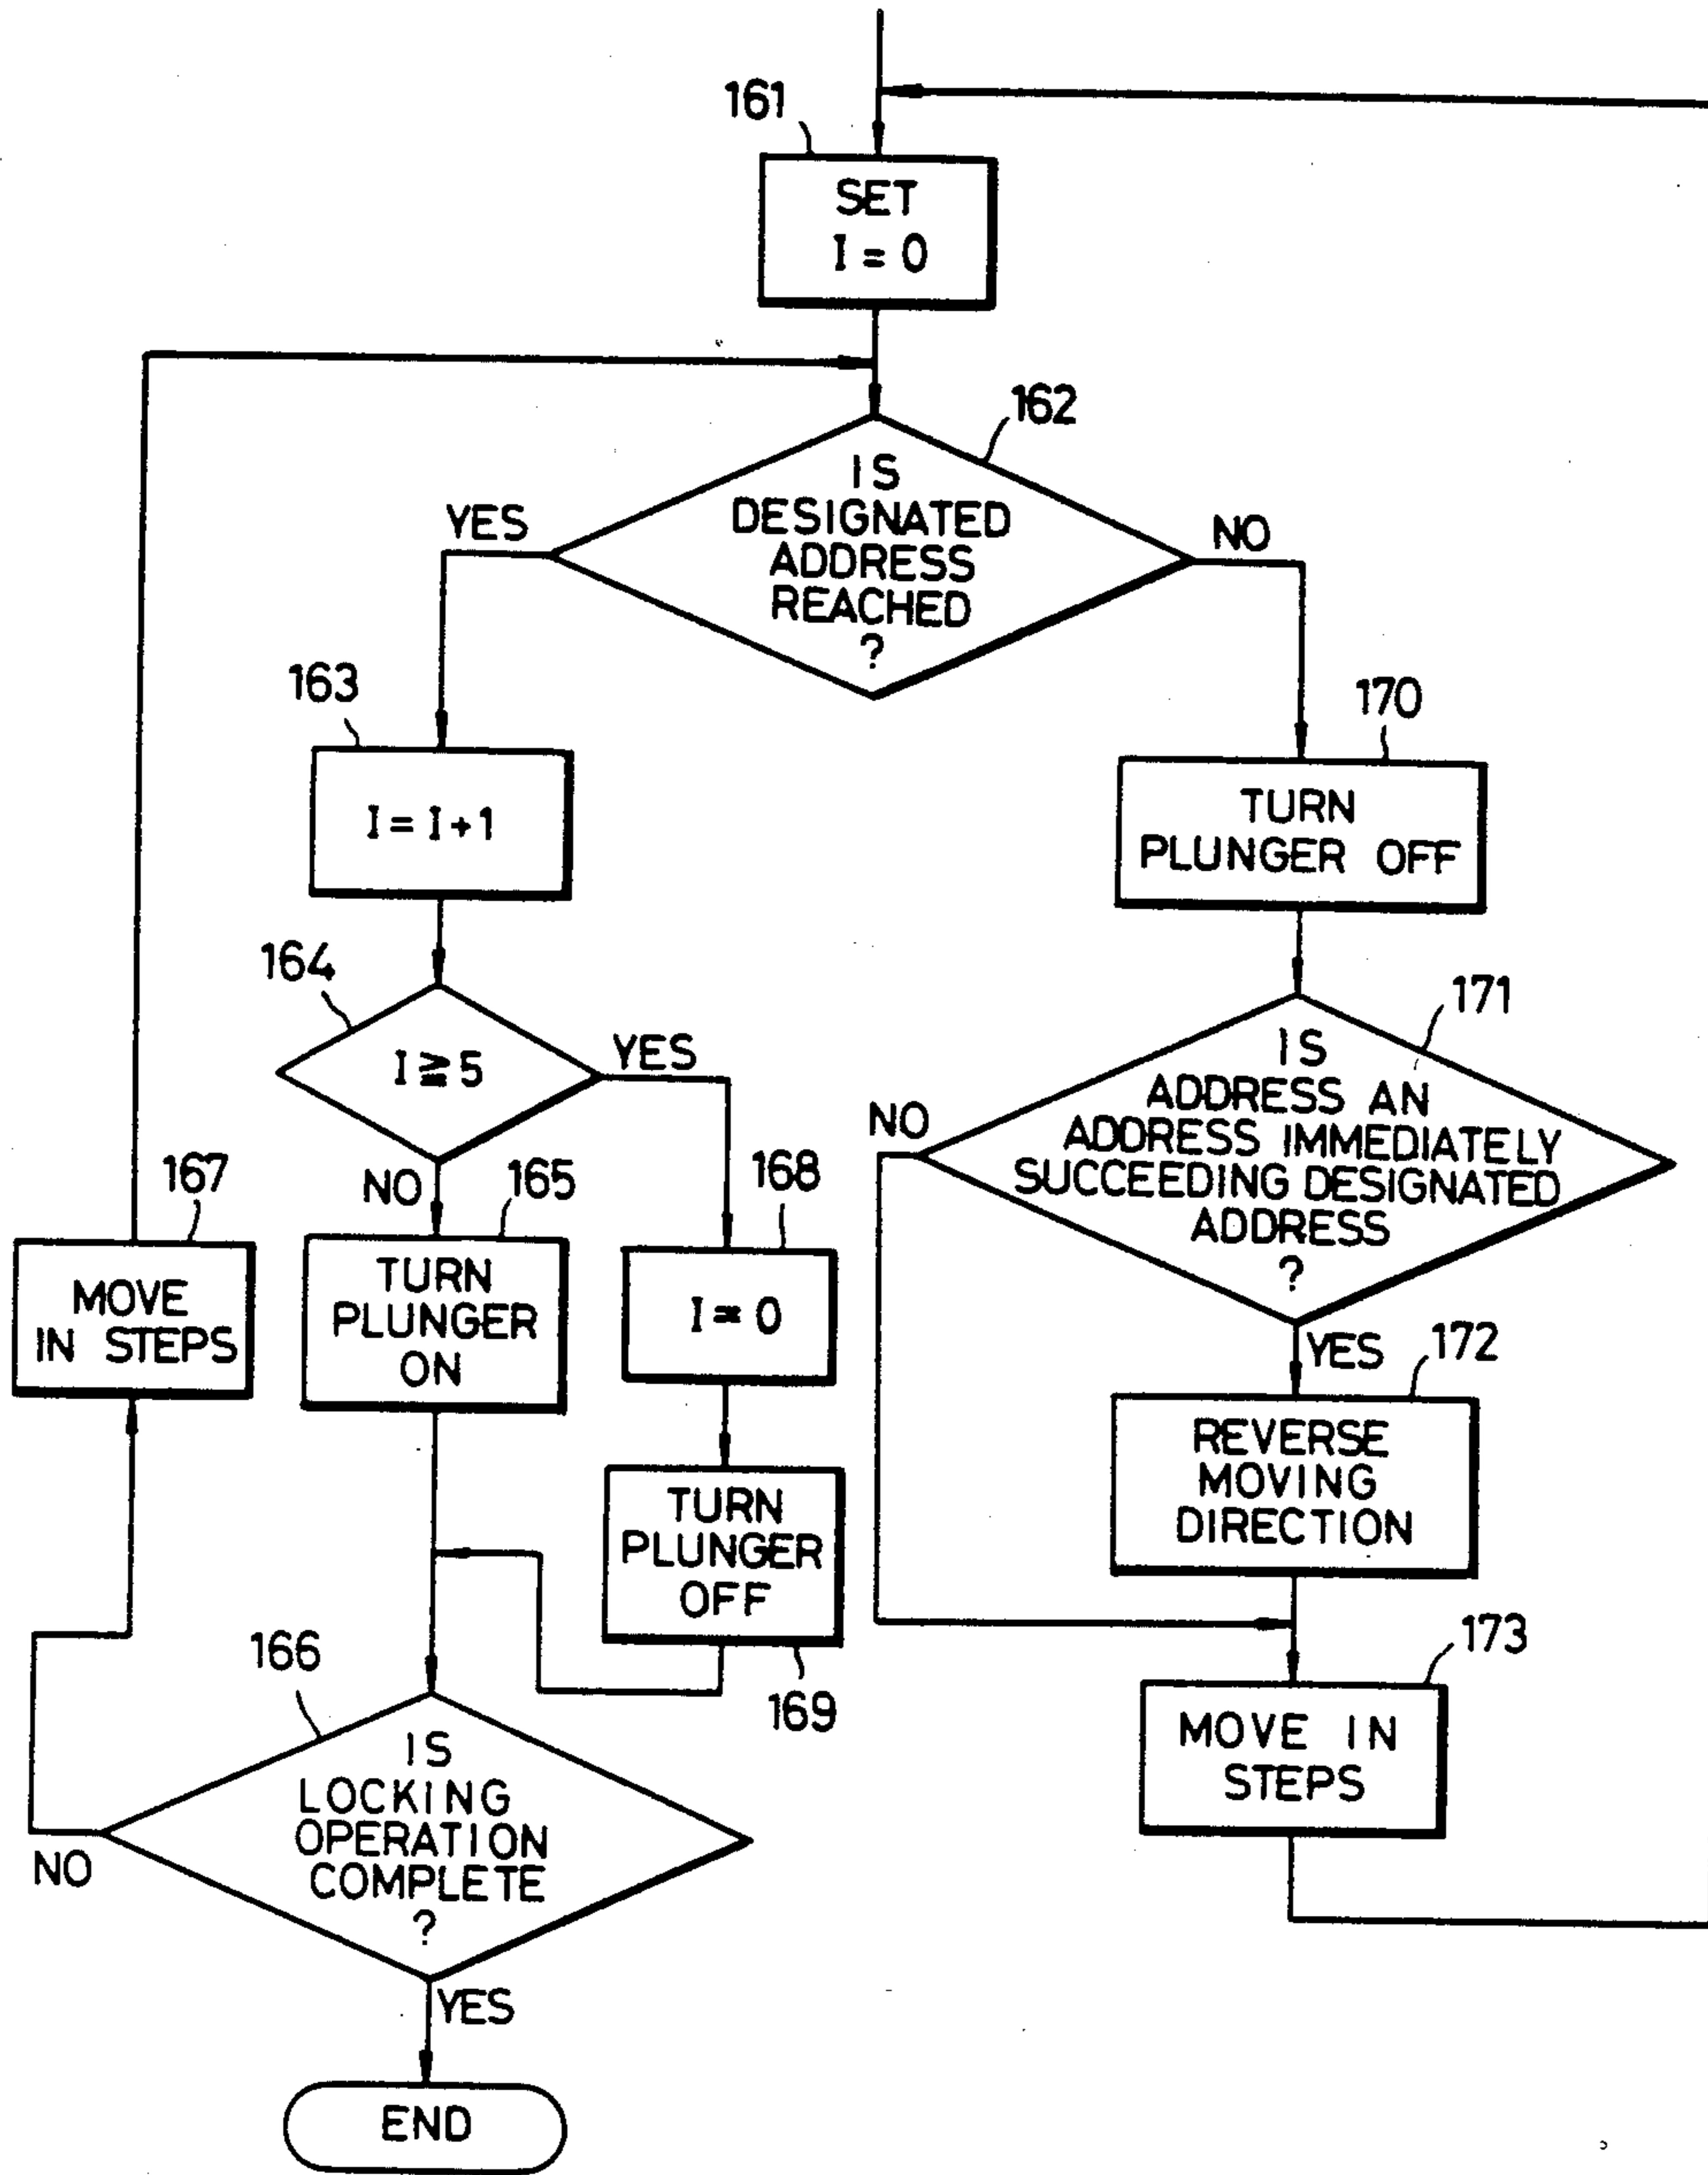 161
SET
I = 0
162
IS
DESIGNATED
ADDRESS
REACHED
?
YES
NO
163
I = I+1
170
TURN
PLUNGER OFF
164
I ≧ 5
YES
NO
171
IS
ADDRESS AN
ADDRESS IMMEDIATELY
SUCCEEDING DESIGNATED
ADDRESS
?
NO
YES
167
MOVE
IN STEPS
165
TURN
PLUNGER
ON
168
I = 0
172
REVERSE
MOVING
DIRECTION
TURN
PLUNGER
OFF
169
166
IS
LOCKING
OPERATION
COMPLETE
?
NO
YES
173
MOVE IN
STEPS
END